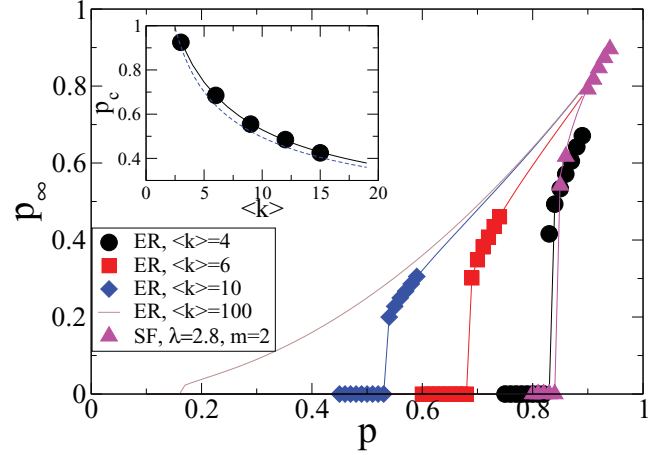 1
0.8
0.6
0.4
p_c
0 5 10 15 20
<k>
1
0.8
0.6
0.4
0.2
0
p∞
ER, <k>=4
ER, <k>=6
ER, <k>=10
ER, <k>=100
SF, λ=2.8, m=2
0 0.2 0.4 0.6 0.8 1
p